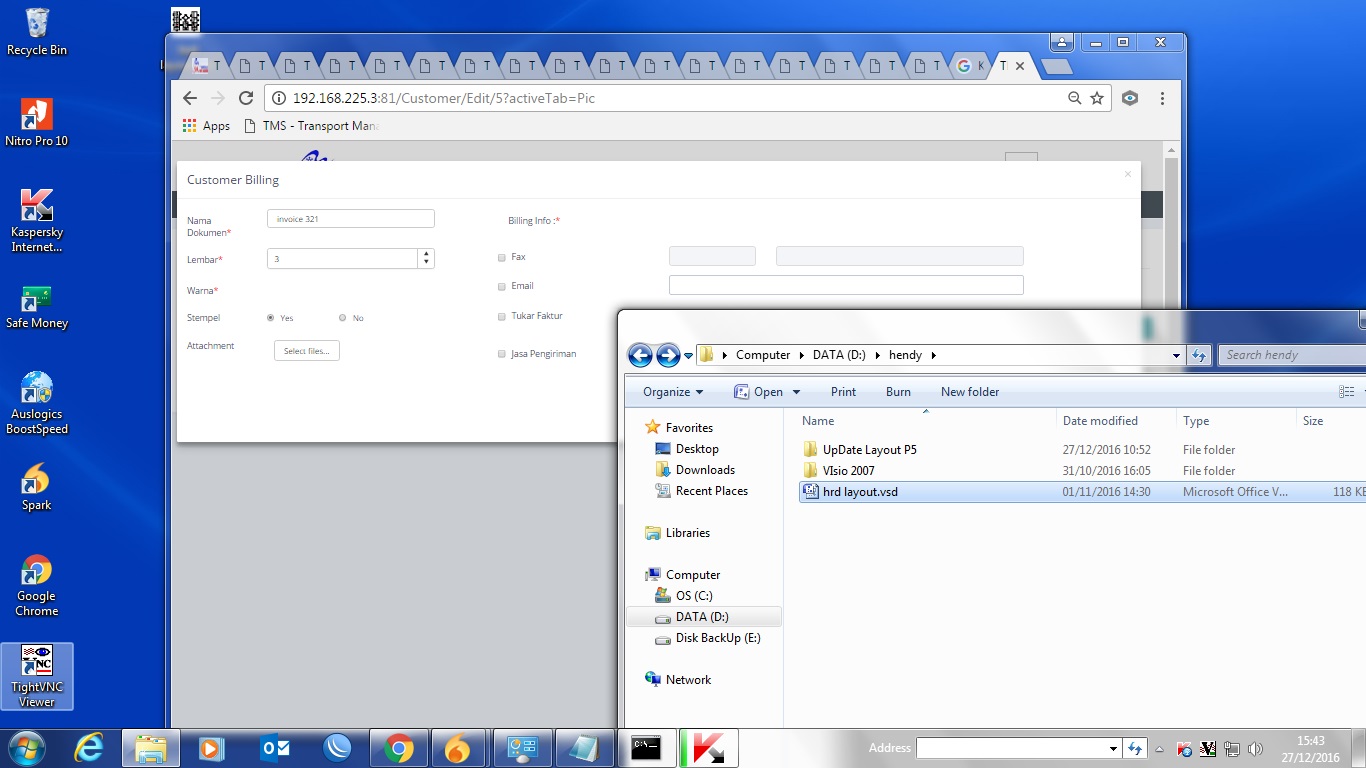 Recycle Bin
Nitro Pro 10
Kaspersky
Internet...
Safe Money
Auslogics
BoostSpeed
Spark
Google
Chrome
TightVNC
Viewer
T T T T T T T T T T T T T T T T T K T
192.168.225.3:81/Customer/Edit/5?activeTab=Pic
Apps TMS - Transport Man
Customer Billing
Nama
Dokumen* invoice 321 Billing Info :*
Lembar* 3 Fax
Warna* Email
Stempel Yes No Tukar Faktur
Attachment Select files... Jasa Pengiriman
Computer DATA (D:) hendy Search hendy
Organize Open Print Burn New folder
Name Date modified Type Size
Favorites
Desktop
Downloads
Recent Places
Libraries
Computer
OS (C:)
DATA (D:)
Disk BackUp (E:)
Network
UpDate Layout P5 27/12/2016 10:52 File folder
VIsio 2007 31/10/2016 16:05 File folder
hrd layout.vsd 01/11/2016 14:30 Microsoft Office V... 118 KB
Address
15:43
27/12/2016